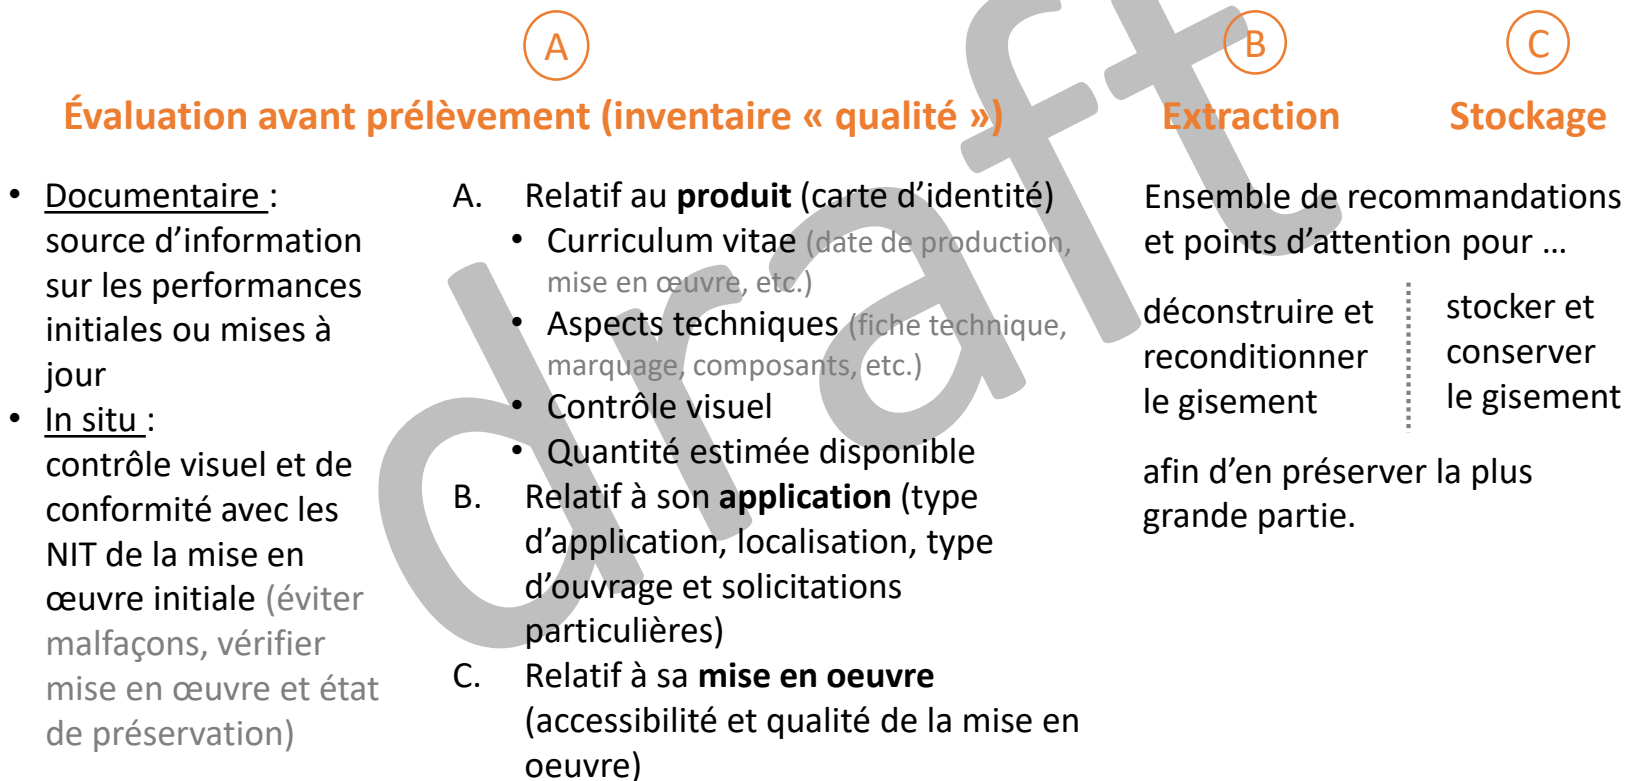 A
Évaluation avant prélèvement (inventaire « qualité »)
• Documentaire :
source d’information
sur les performances
initiales ou mises à
jour
• In situ :
contrôle visuel et de
conformité avec les
NIT de la mise en
œuvre initiale (éviter
malfaçons, vérifier
mise en œuvre et état
de préservation)
A. Relatif au produit (carte d’identité)
• Curriculum vitae (date de production,
mise en œuvre, etc.)
• Aspects techniques (fiche technique,
marquage, composants, etc.)
• Contrôle visuel
• Quantité estimée disponible
B. Relatif à son application (type
d’application, localisation, type
d’ouvrage et solicitations
particulières)
C. Relatif à sa mise en oeuvre
(accessibilité et qualité de la mise en
oeuvre)
B
Extraction
C
Stockage
Ensemble de recommandations
et points d’attention pour …
déconstruire et
reconditionner
le gisement
stocker et
conserver
le gisement
afin d’en préserver la plus
grande partie.
draft